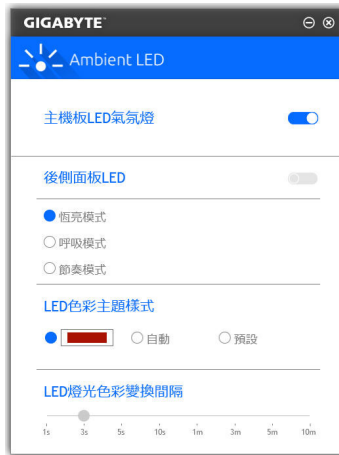 GIGABYTE™
Ambient LED
主機板LED氣氛燈
後側面板LED
恆亮模式
呼吸模式
節奏模式
LED色彩主題樣式
自動 預設
LED燈光色彩變換間隔
1s 3s 5s 10s 1m 3m 5m 10m